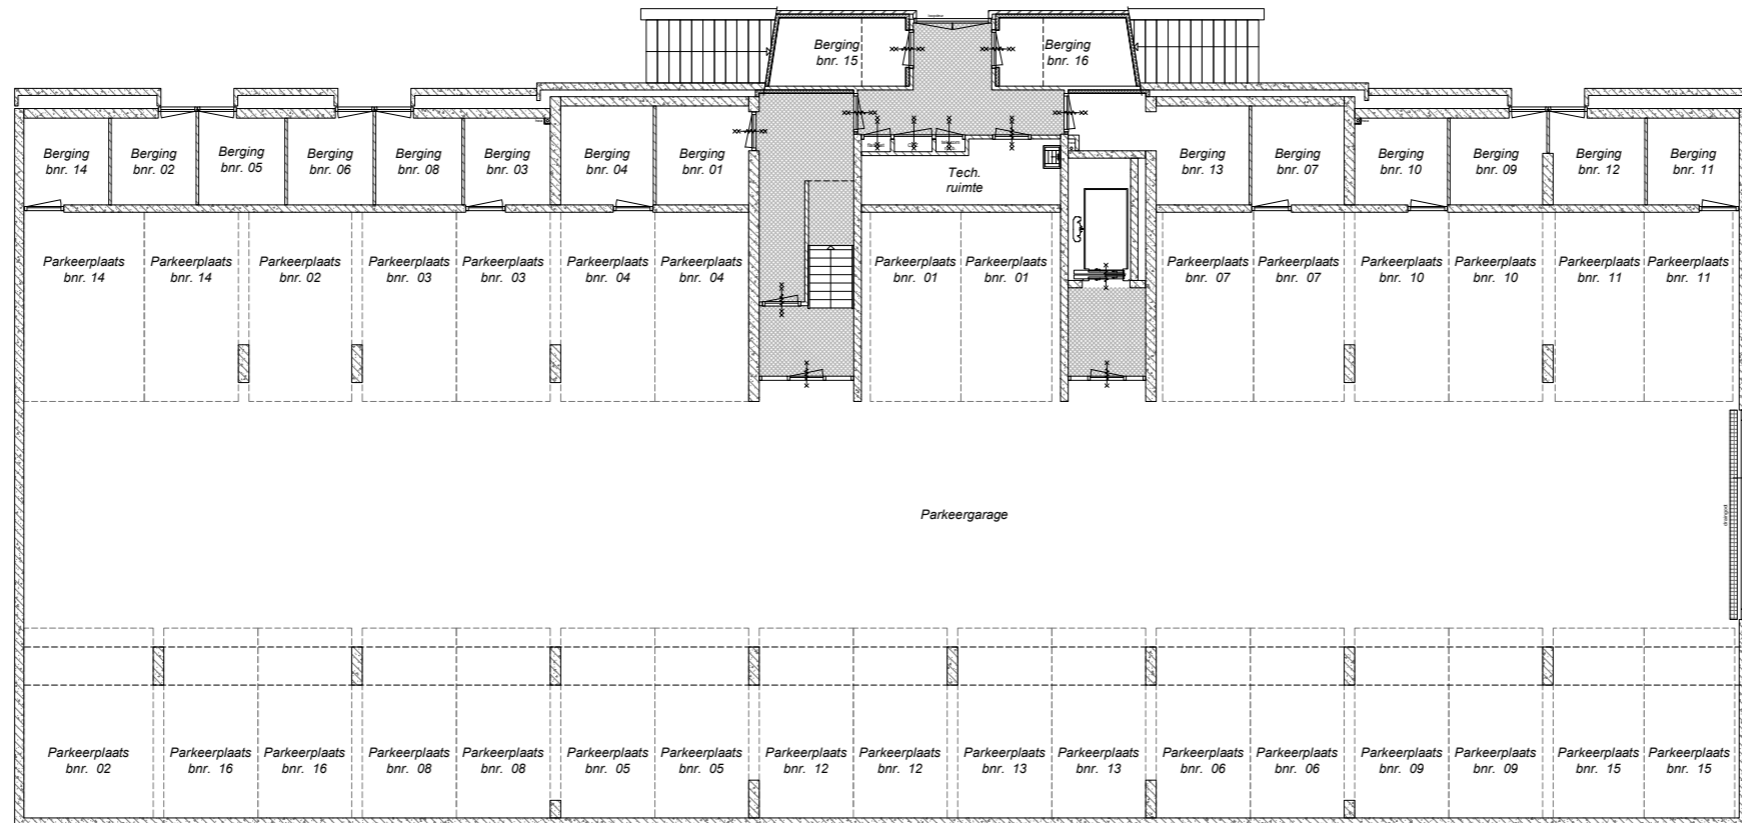 Berging
bnr. 15
Berging
bnr. 16
Berging
bnr. 14
Berging
bnr. 02
Berging
bnr. 05
Berging
bnr. 06
Berging
bnr. 08
Berging
bnr. 03
Berging
bnr. 04
Berging
bnr. 01
Tech.
ruimte
Berging
bnr. 13
Berging
bnr. 07
Berging
bnr. 10
Berging
bnr. 09
Berging
bnr. 12
Berging
bnr. 11
Parkeerplaats
bnr. 14
Parkeerplaats
bnr. 14
Parkeerplaats
bnr. 02
Parkeerplaats
bnr. 03
Parkeerplaats
bnr. 03
Parkeerplaats
bnr. 04
Parkeerplaats
bnr. 04
Parkeerplaats
bnr. 01
Parkeerplaats
bnr. 01
Parkeerplaats
bnr. 07
Parkeerplaats
bnr. 07
Parkeerplaats
bnr. 10
Parkeerplaats
bnr. 10
Parkeerplaats
bnr. 11
Parkeerplaats
bnr. 11
Parkeergarage
Parkeerplaats
bnr. 02
Parkeerplaats
bnr. 16
Parkeerplaats
bnr. 16
Parkeerplaats
bnr. 08
Parkeerplaats
bnr. 08
Parkeerplaats
bnr. 05
Parkeerplaats
bnr. 05
Parkeerplaats
bnr. 12
Parkeerplaats
bnr. 12
Parkeerplaats
bnr. 13
Parkeerplaats
bnr. 13
Parkeerplaats
bnr. 06
Parkeerplaats
bnr. 06
Parkeerplaats
bnr. 09
Parkeerplaats
bnr. 09
Parkeerplaats
bnr. 15
Parkeerplaats
bnr. 15